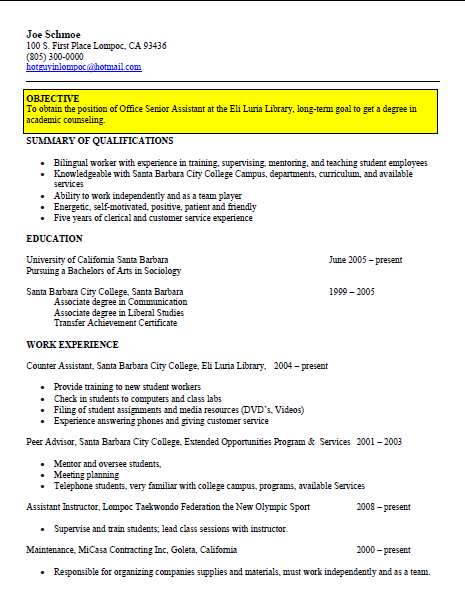 Joe Schmoe
100 S. First Place Lompoc, CA 93436
(805) 300-0000
hotguyinlompoc@hotmail.com
OBJECTIVE
To obtain the position of Office Senior Assistant at the Eli Luria Library, long-term goal to get a degree in
academic counseling.
SUMMARY OF QUALIFICATIONS
• Bilingual worker with experience in training, supervising, mentoring, and teaching student employees
• Knowledgeable with Santa Barbara City College Campus, departments, curriculum, and available
services
• Ability to work independently and as a team player
• Energetic, self-motivated, positive, patient and friendly
• Five years of clerical and customer service experience
EDUCATION
University of California Santa Barbara June 2005 – present
Pursuing a Bachelors of Arts in Sociology
Santa Barbara City College, Santa Barbara 1999 – 2005
Associate degree in Communication
Associate degree in Liberal Studies
Transfer Achievement Certificate
WORK EXPERIENCE
Counter Assistant, Santa Barbara City College, Eli Luria Library, 2004 – present
• Provide training to new student workers
• Check in students to computers and class labs
• Filing of student assignments and media resources (DVD's, Videos)
• Experience answering phones and giving customer service
Peer Advisor, Santa Barbara City College, Extended Opportunities Program & Services 2001 – 2003
• Mentor and oversee students,
• Meeting planning
• Telephone students, very familiar with college campus, programs, available Services
Assistant Instructor, Lompoc Taekwondo Federation the New Olympic Sport 2008 – present
• Supervise and train students; lead class sessions with instructor.
Maintenance, MiCasa Contracting Inc, Goleta, California 2000 – present
• Responsible for organizing companies supplies and materials, must work independently and as a team.